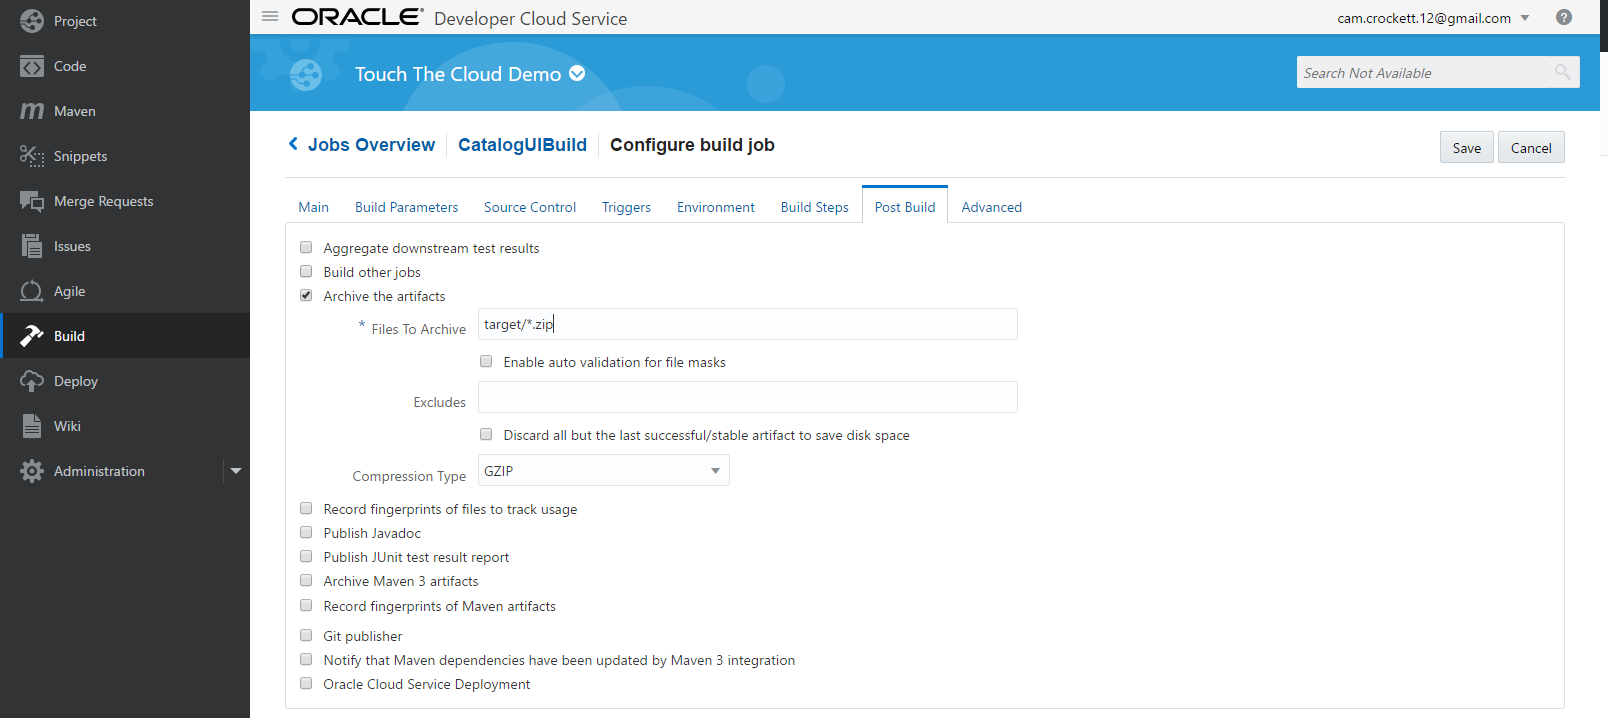 Project
Code
Maven
Snippets
Merge Requests
Issues
Agile
Build
Deploy
Wiki
Administration
ORACLE® Developer Cloud Service
cam.crockett.12@gmail.com
?
Touch The Cloud Demo
Search Not Available
Jobs Overview CatalogUIBuild Configure build job
Save Cancel
Main Build Parameters Source Control Triggers Environment Build Steps Post Build Advanced
Aggregate downstream test results
Build other jobs
Archive the artifacts
* Files To Archive target/*.zip
Enable auto validation for file masks
Excludes
Discard all but the last successful/stable artifact to save disk space
Compression Type GZIP
Record fingerprints of files to track usage
Publish Javadoc
Publish JUnit test result report
Archive Maven 3 artifacts
Record fingerprints of Maven artifacts
Git publisher
Notify that Maven dependencies have been updated by Maven 3 integration
Oracle Cloud Service Deployment